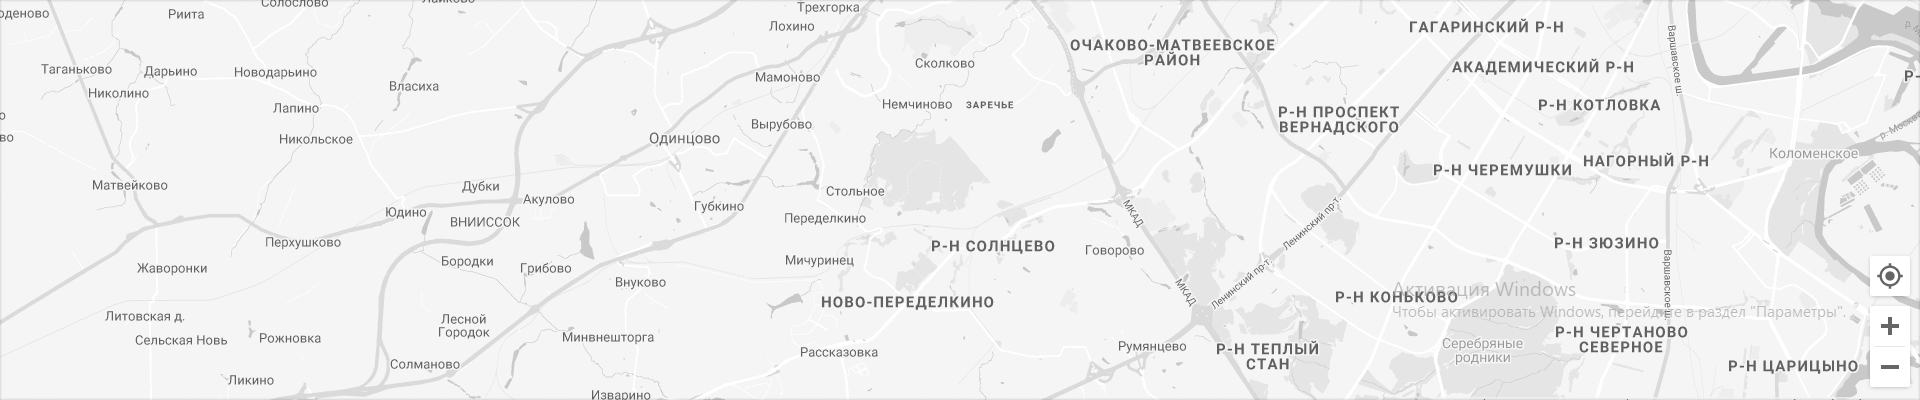 Солослово
Трехгорка
Риита
Лохино
ГАГАРИНСКИЙ Р-Н
Варшавское ш.
ОЧАКОВО-МАТВЕЕВСКОЕ
РАЙОН
Таганьково
Дарьино
Новодарьино
Сколково
АКАДЕМИЧЕСКИЙ Р-Н
Мамоново
Николино
Власиха
Лапино
Немчиново
ЗАРЕЧЬЕ
Р-Н КОТЛОВКА
Р-Н ПРОСПЕКТ
ВЕРНАДСКОГО
Вырубово
Никольское
Одинцово
Коломенское
НАГОРНЫЙ Р-Н
Р-Н ЧЕРЕМУШКИ
Матвейково
Дубки
Акулово
Стольное
Юдино
ВНИИССОК
Губкино
Переделкино
МКАД
Ленинский пр-т.
Перхушково
Р-Н СОЛНЦЕВО
Говорово
Р-Н ЗЮЗИНО
Жаворонки
Бородки
Грибово
Мичуринец
Варшавское ш.
Внуково
МКАД
Ленинский пр-т.
НОВО-ПЕРЕДЕЛКИНО
Р-Н КОНЬКОВО
Активация Windows
Чтобы активировать Windows, перейдите в раздел "Параметры".
Литовская д.
Лесной
Городок
Сельская Новь
Рожновка
Минвнешторга
Рассказовка
Румянцево
Р-Н ТЕПЛЫЙ
СТАН
Серебряные
родники
Р-Н ЧЕРТАНОВО
СЕВЕРНОЕ
Солманово
Р-Н ЦАРИЦЫНО
Ликино
Изварино